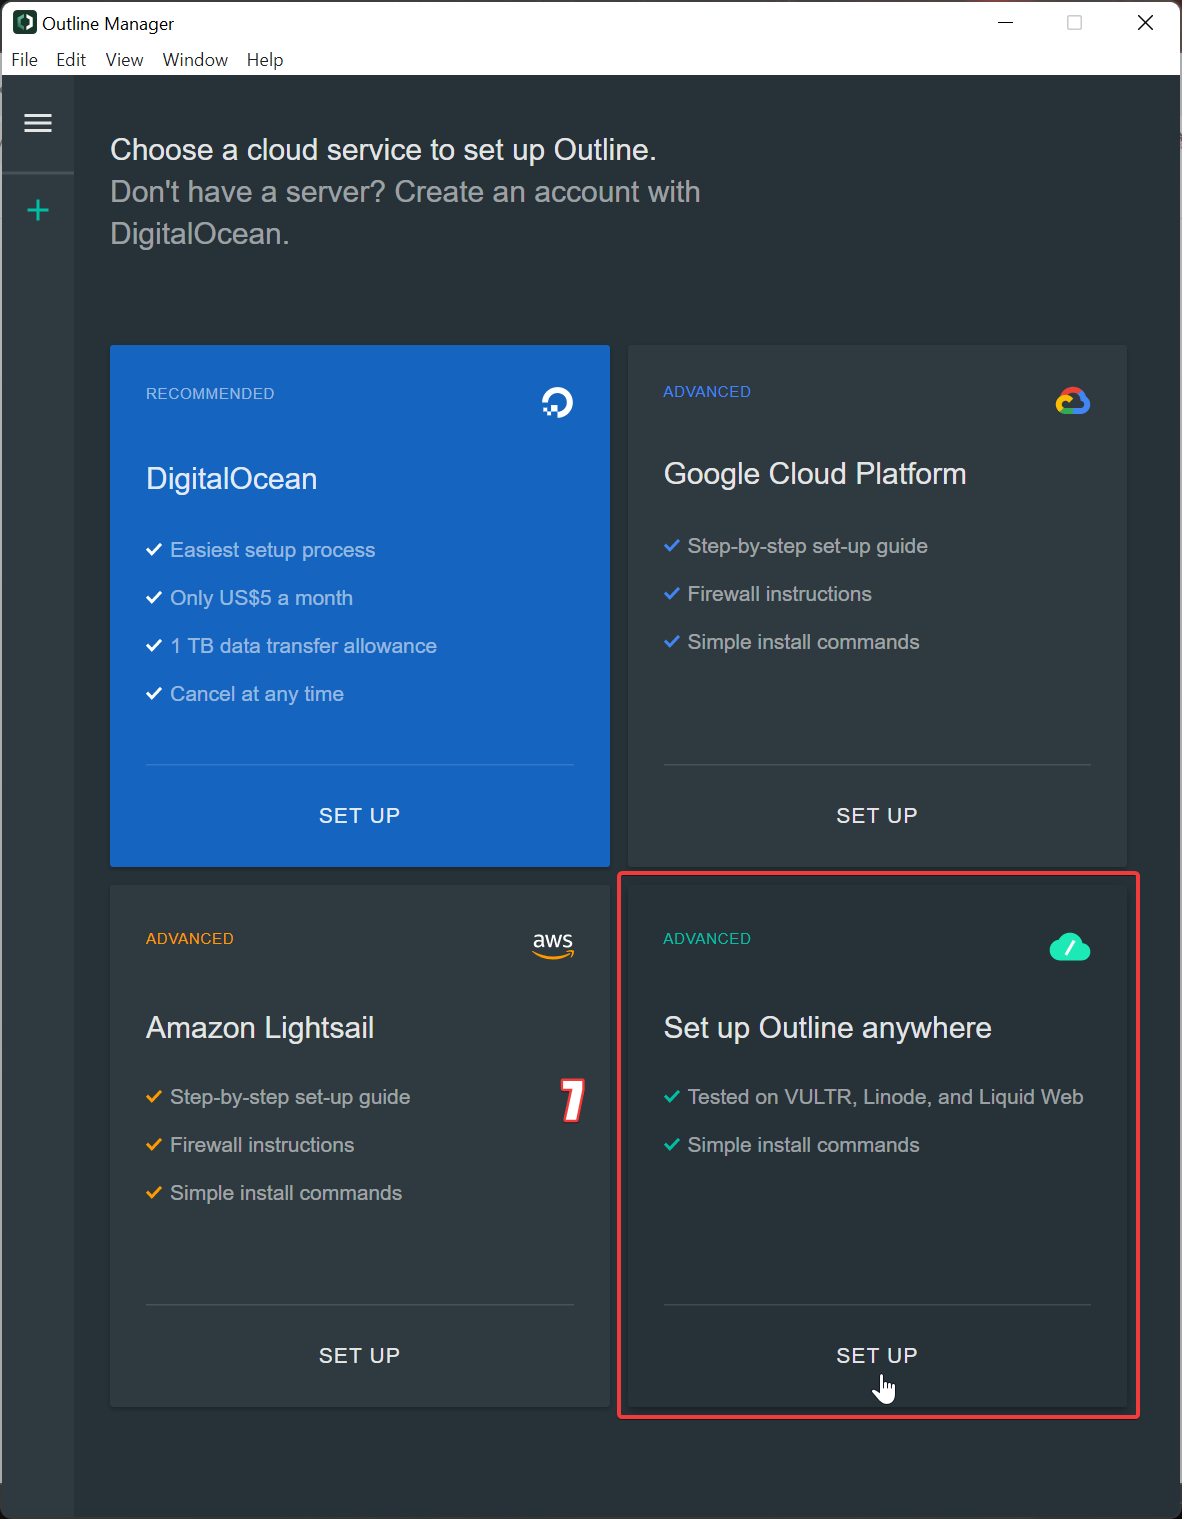 Outline Manager
File Edit View Window Help
Choose a cloud service to set up Outline.
Don't have a server? Create an account with
DigitalOcean.
RECOMMENDED
DigitalOcean
Easiest setup process
Only US$5 a month
1 TB data transfer allowance
Cancel at any time
SET UP
ADVANCED
Google Cloud Platform
Step-by-step set-up guide
Firewall instructions
Simple install commands
SET UP
ADVANCED
aws
Amazon Lightsail
Step-by-step set-up guide
Firewall instructions
Simple install commands
SET UP
7
ADVANCED
Set up Outline anywhere
Tested on VULTR, Linode, and Liquid Web
Simple install commands
SET UP